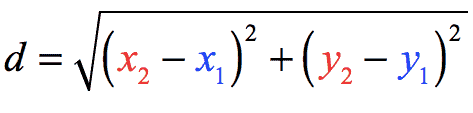 d = √((x₂ − x₁)² + (y₂ − y₁)²)